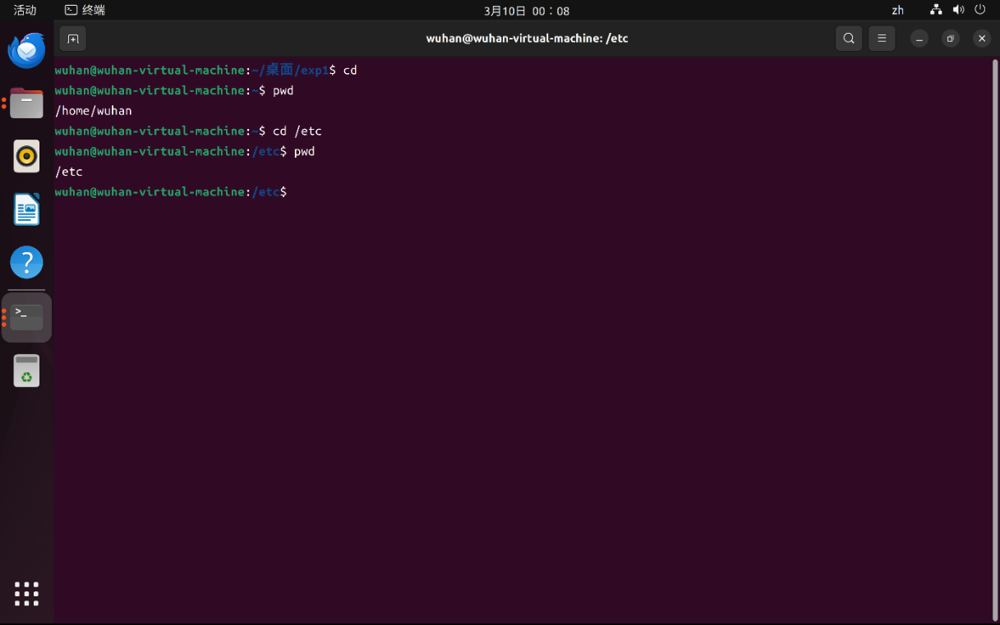 活动 终端 3月10日 00：08 zh
wuhan@wuhan-virtual-machine: /etc
wuhan@wuhan-virtual-machine:~/桌面/exp1$ cd
wuhan@wuhan-virtual-machine:~$ pwd
/home/wuhan
wuhan@wuhan-virtual-machine:~$ cd /etc
wuhan@wuhan-virtual-machine:/etc$ pwd
/etc
wuhan@wuhan-virtual-machine:/etc$